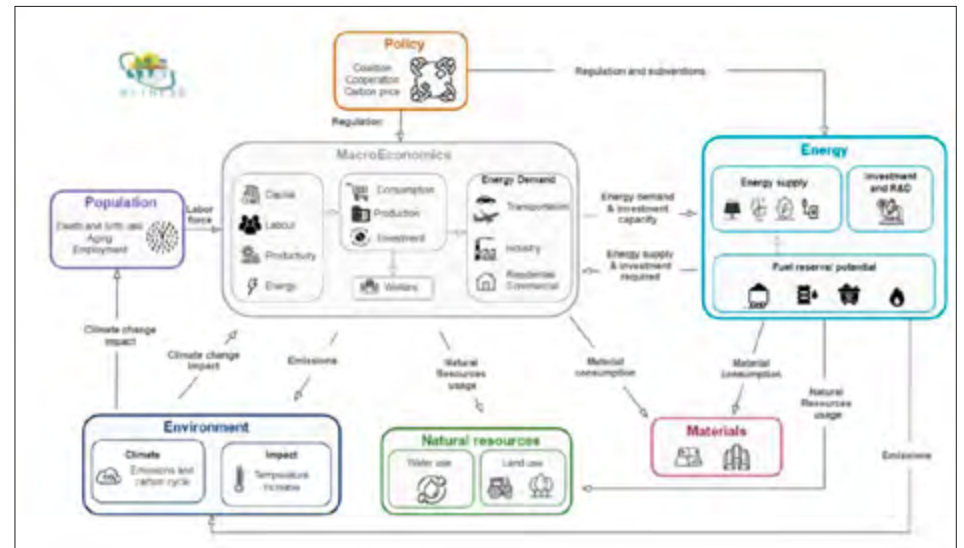 WITNESS
Policy
Coalition
Cooperation
Carbon price
Regulation and subventions
Regulation
MacroEconomics
Capital
Labour
Productivity
Energy
Consumption
Production
Investment
Welfare
Energy Demand
Transportation
Industry
Residential
Commercial
Population
Death and birth rate
Aging
Employment
Labor
force
Energy demand
& investment
capacity
Energy supply
& investment
required
Energy
Energy supply
Investment
and R&D
Fuel reserve/ potential
Climate change
impact
Climate change
impact
Emissions
Natural
Resources
usage
Material
consumption
Material
Consumption
Natural
Resources
usage
Emissions
Environment
Climate
Emissions and
carbon cycle
Impact
Temperature
increase
Natural resources
Water use
Land use
Materials